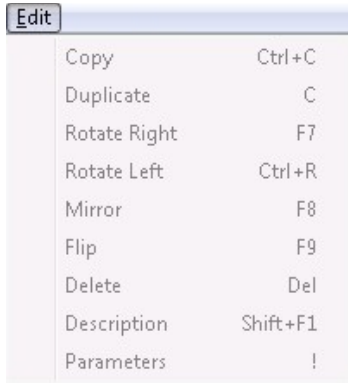 Edit
Copy Ctrl+C
Duplicate C
Rotate Right F7
Rotate Left Ctrl+R
Mirror F8
Flip F9
Delete Del
Description Shift+F1
Parameters !